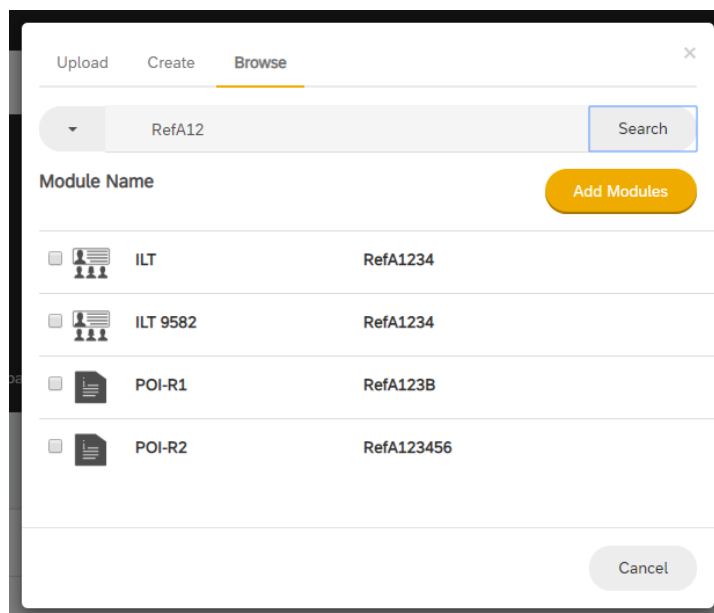 Upload Create Browse ×
RefA12 Search
Module Name Add Modules
ILT RefA1234
ILT 9582 RefA1234
POI-R1 RefA123B
POI-R2 RefA123456
Cancel